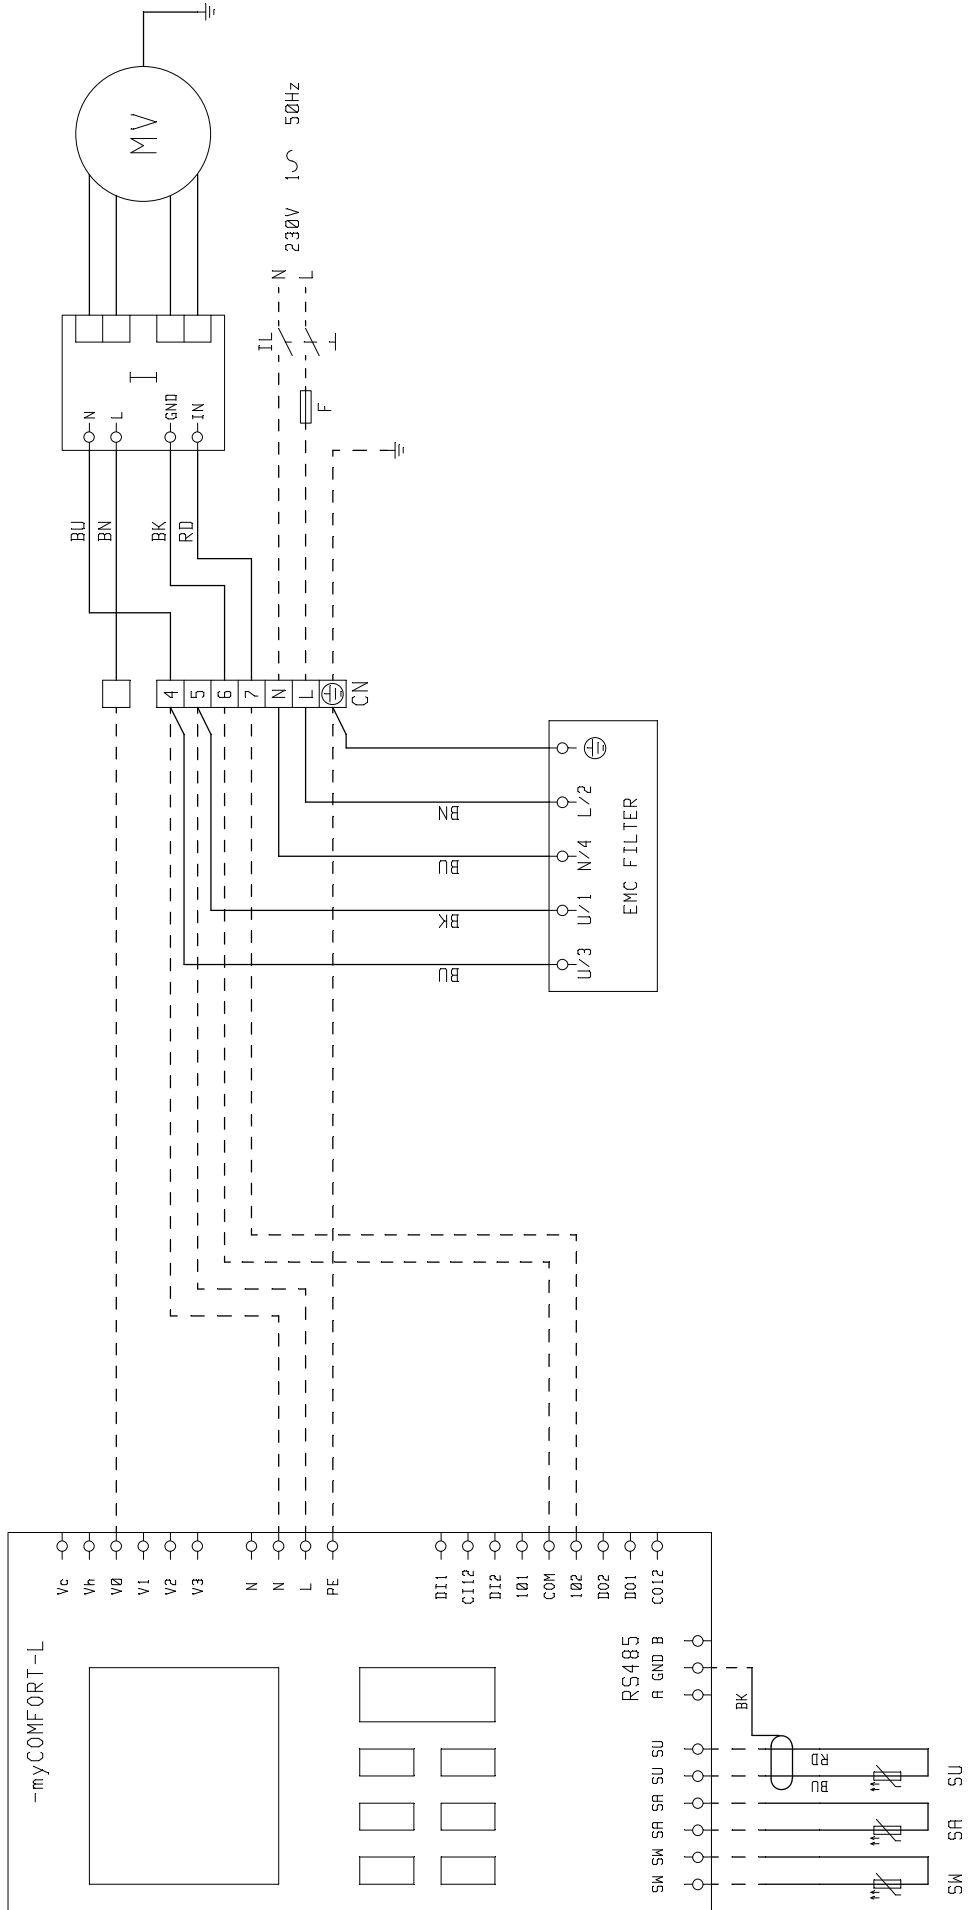 MV
230V 1 50Hz
N
L
IL
F
I
N
L
GND
IN
BU
BN
BK
RD
4
5
6
7
N
L
CN
BN
BU
BK
BU
L/2
N/4
U/1
U/3
EMC FILTER
-myCOMFORT-L
Vc
Vh
V0
V1
V2
V3
N
N
L
PE
DI1
CI12
DI2
101
COM
102
DO2
DO1
CO12
RS485
A GND B
BK
SW SW SA SA SU SU
RD
BU
SU
SA
SW